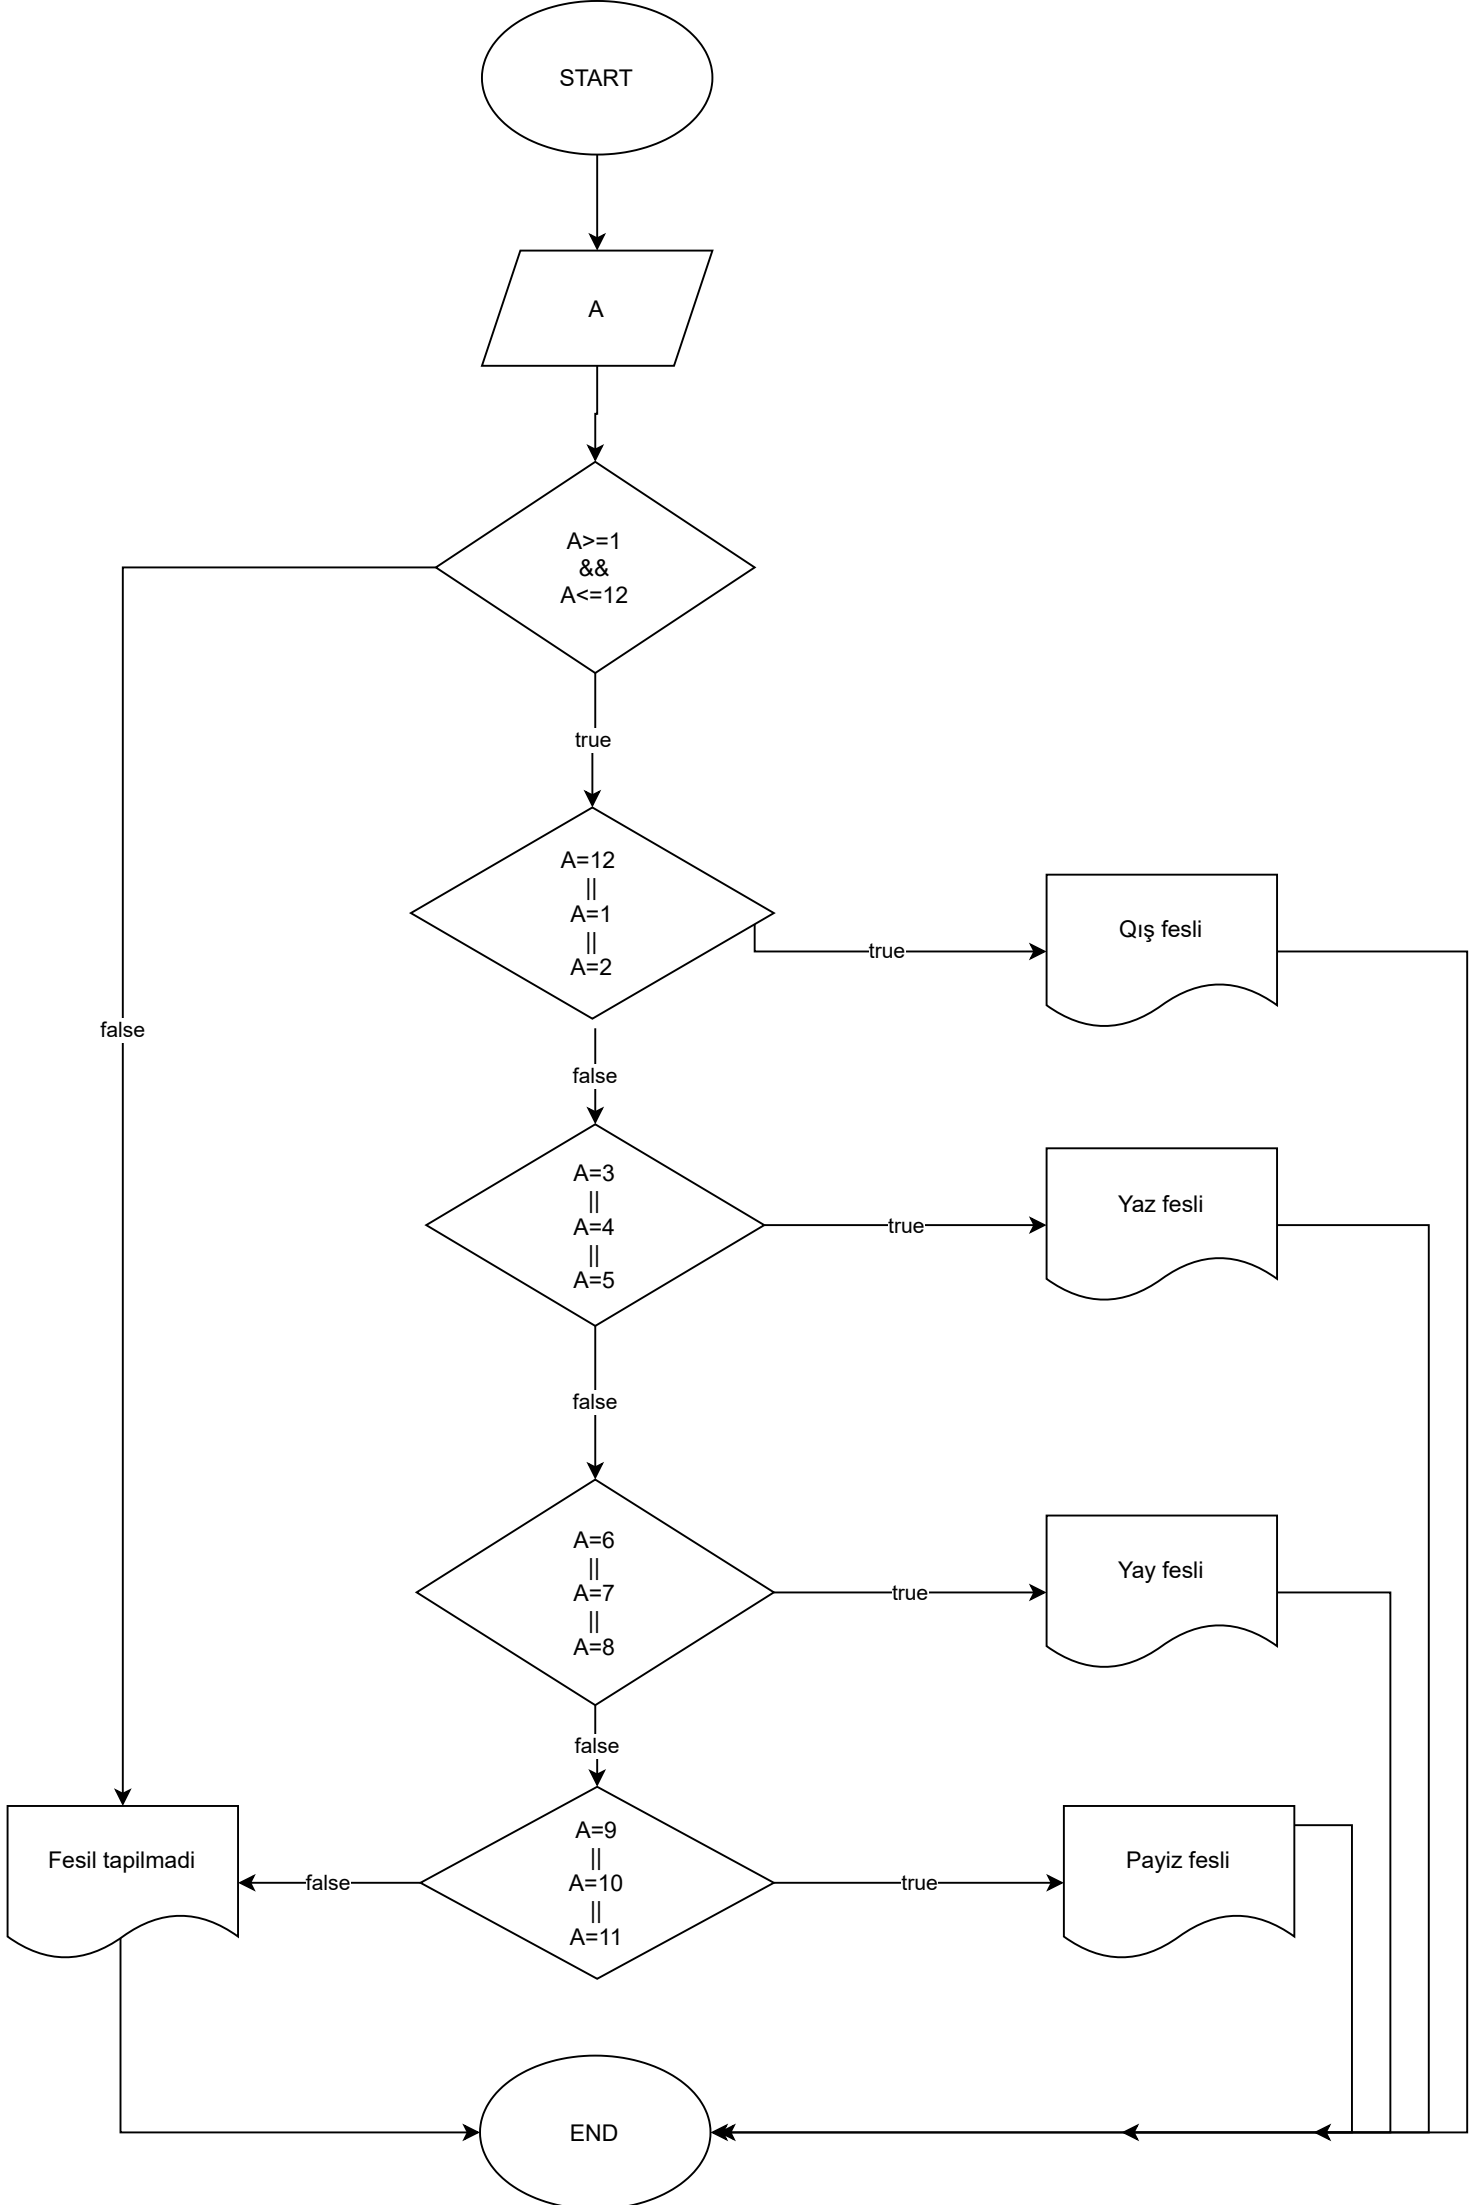 START
A
A>=1
&&
A<=12
true
A=12
||
A=1
||
A=2
true
Qış fesli
false
false
A=3
||
A=4
||
A=5
true
Yaz fesli
false
A=6
||
A=7
||
A=8
true
Yay fesli
false
Fesil tapilmadi
false
A=9
||
A=10
||
A=11
true
Payiz fesli
END